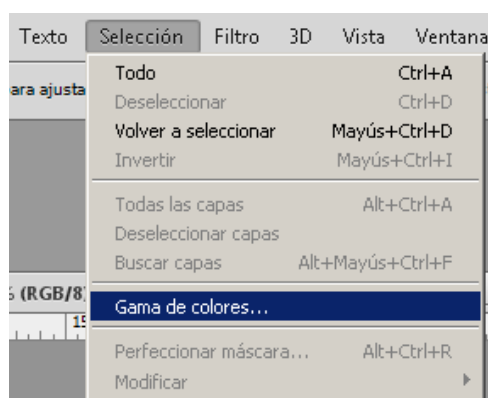 Texto Selección Filtro 3D Vista Ventana
ara ajusta
Todo Ctrl+A
Deseleccionar Ctrl+D
Volver a seleccionar Mayús+Ctrl+D
Invertir Mayús+Ctrl+I
Todas las capas Alt+Ctrl+A
Deseleccionar capas
Buscar capas Alt+Mayús+Ctrl+F
(RGB/8)
Gama de colores...
Perfeccionar máscara... Alt+Ctrl+R
Modificar